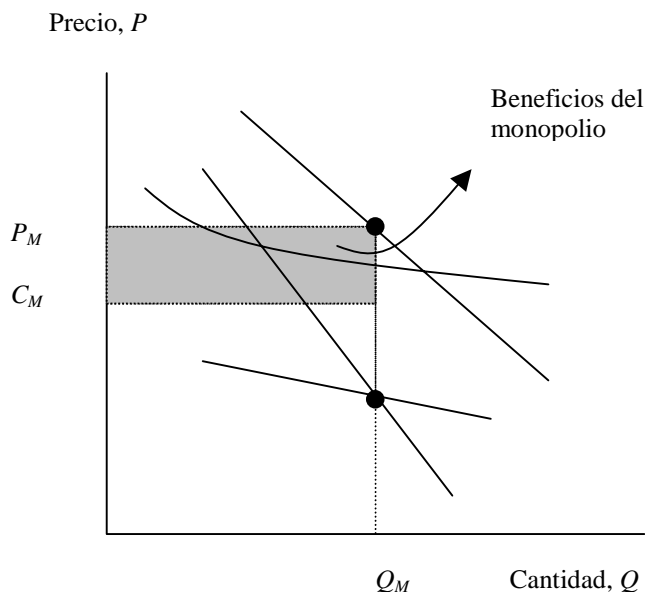 Precio, P
Beneficios del
monopolio
P_M
C_M
Q_M
Cantidad, Q